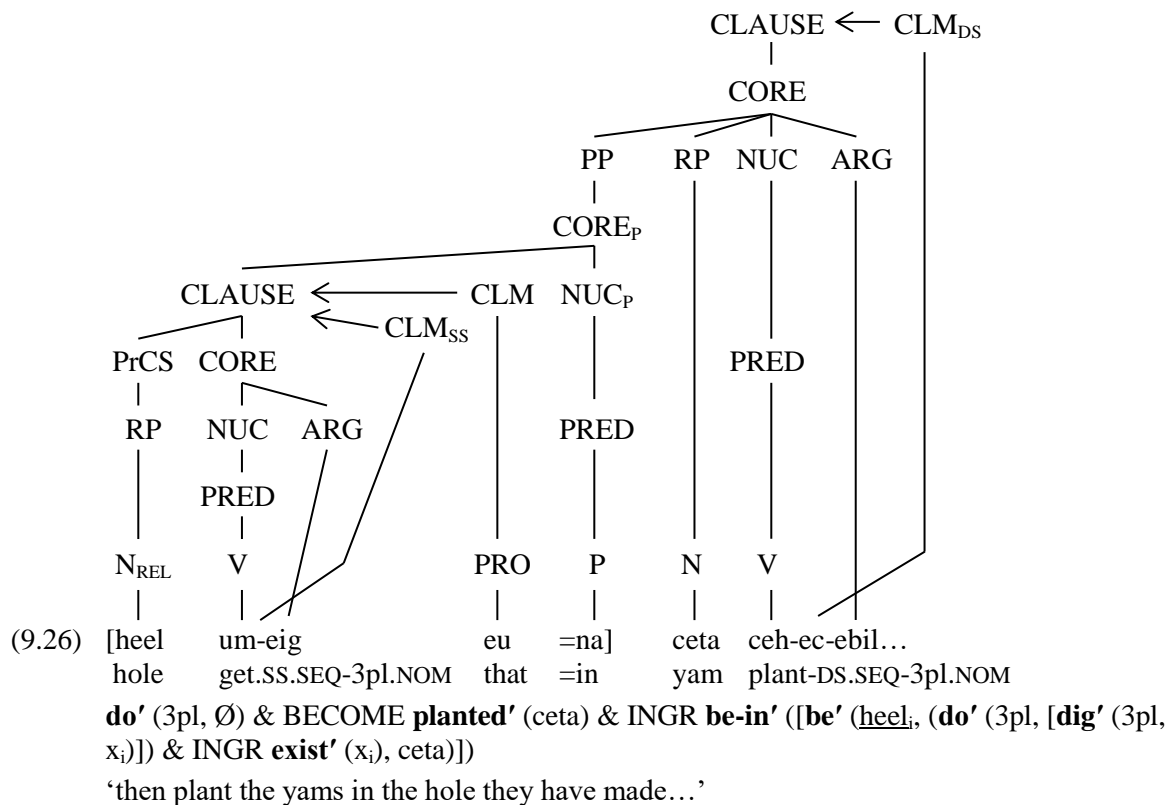 CLAUSE CLM_DS
CORE
PP RP NUC ARG
CORE_P
CLAUSE CLM NUC_P
CLM_SS
PrCS CORE PRED
RP NUC ARG PRED
PRED
N_REL V PRO P N V
(9.26) [heel um-eig eu =na] ceta ceh-ec-ebil…
hole get.SS.SEQ-3pl.NOM that =in yam plant-DS.SEQ-3pl.NOM
do′ (3pl, Ø) & BECOME planted′ (ceta) & INGR be-in′ ([be′ (heel_i, (do′ (3pl, [dig′ (3pl,
x_i)]) & INGR exist′ (x_i), ceta)])
‘then plant the yams in the hole they have made…’